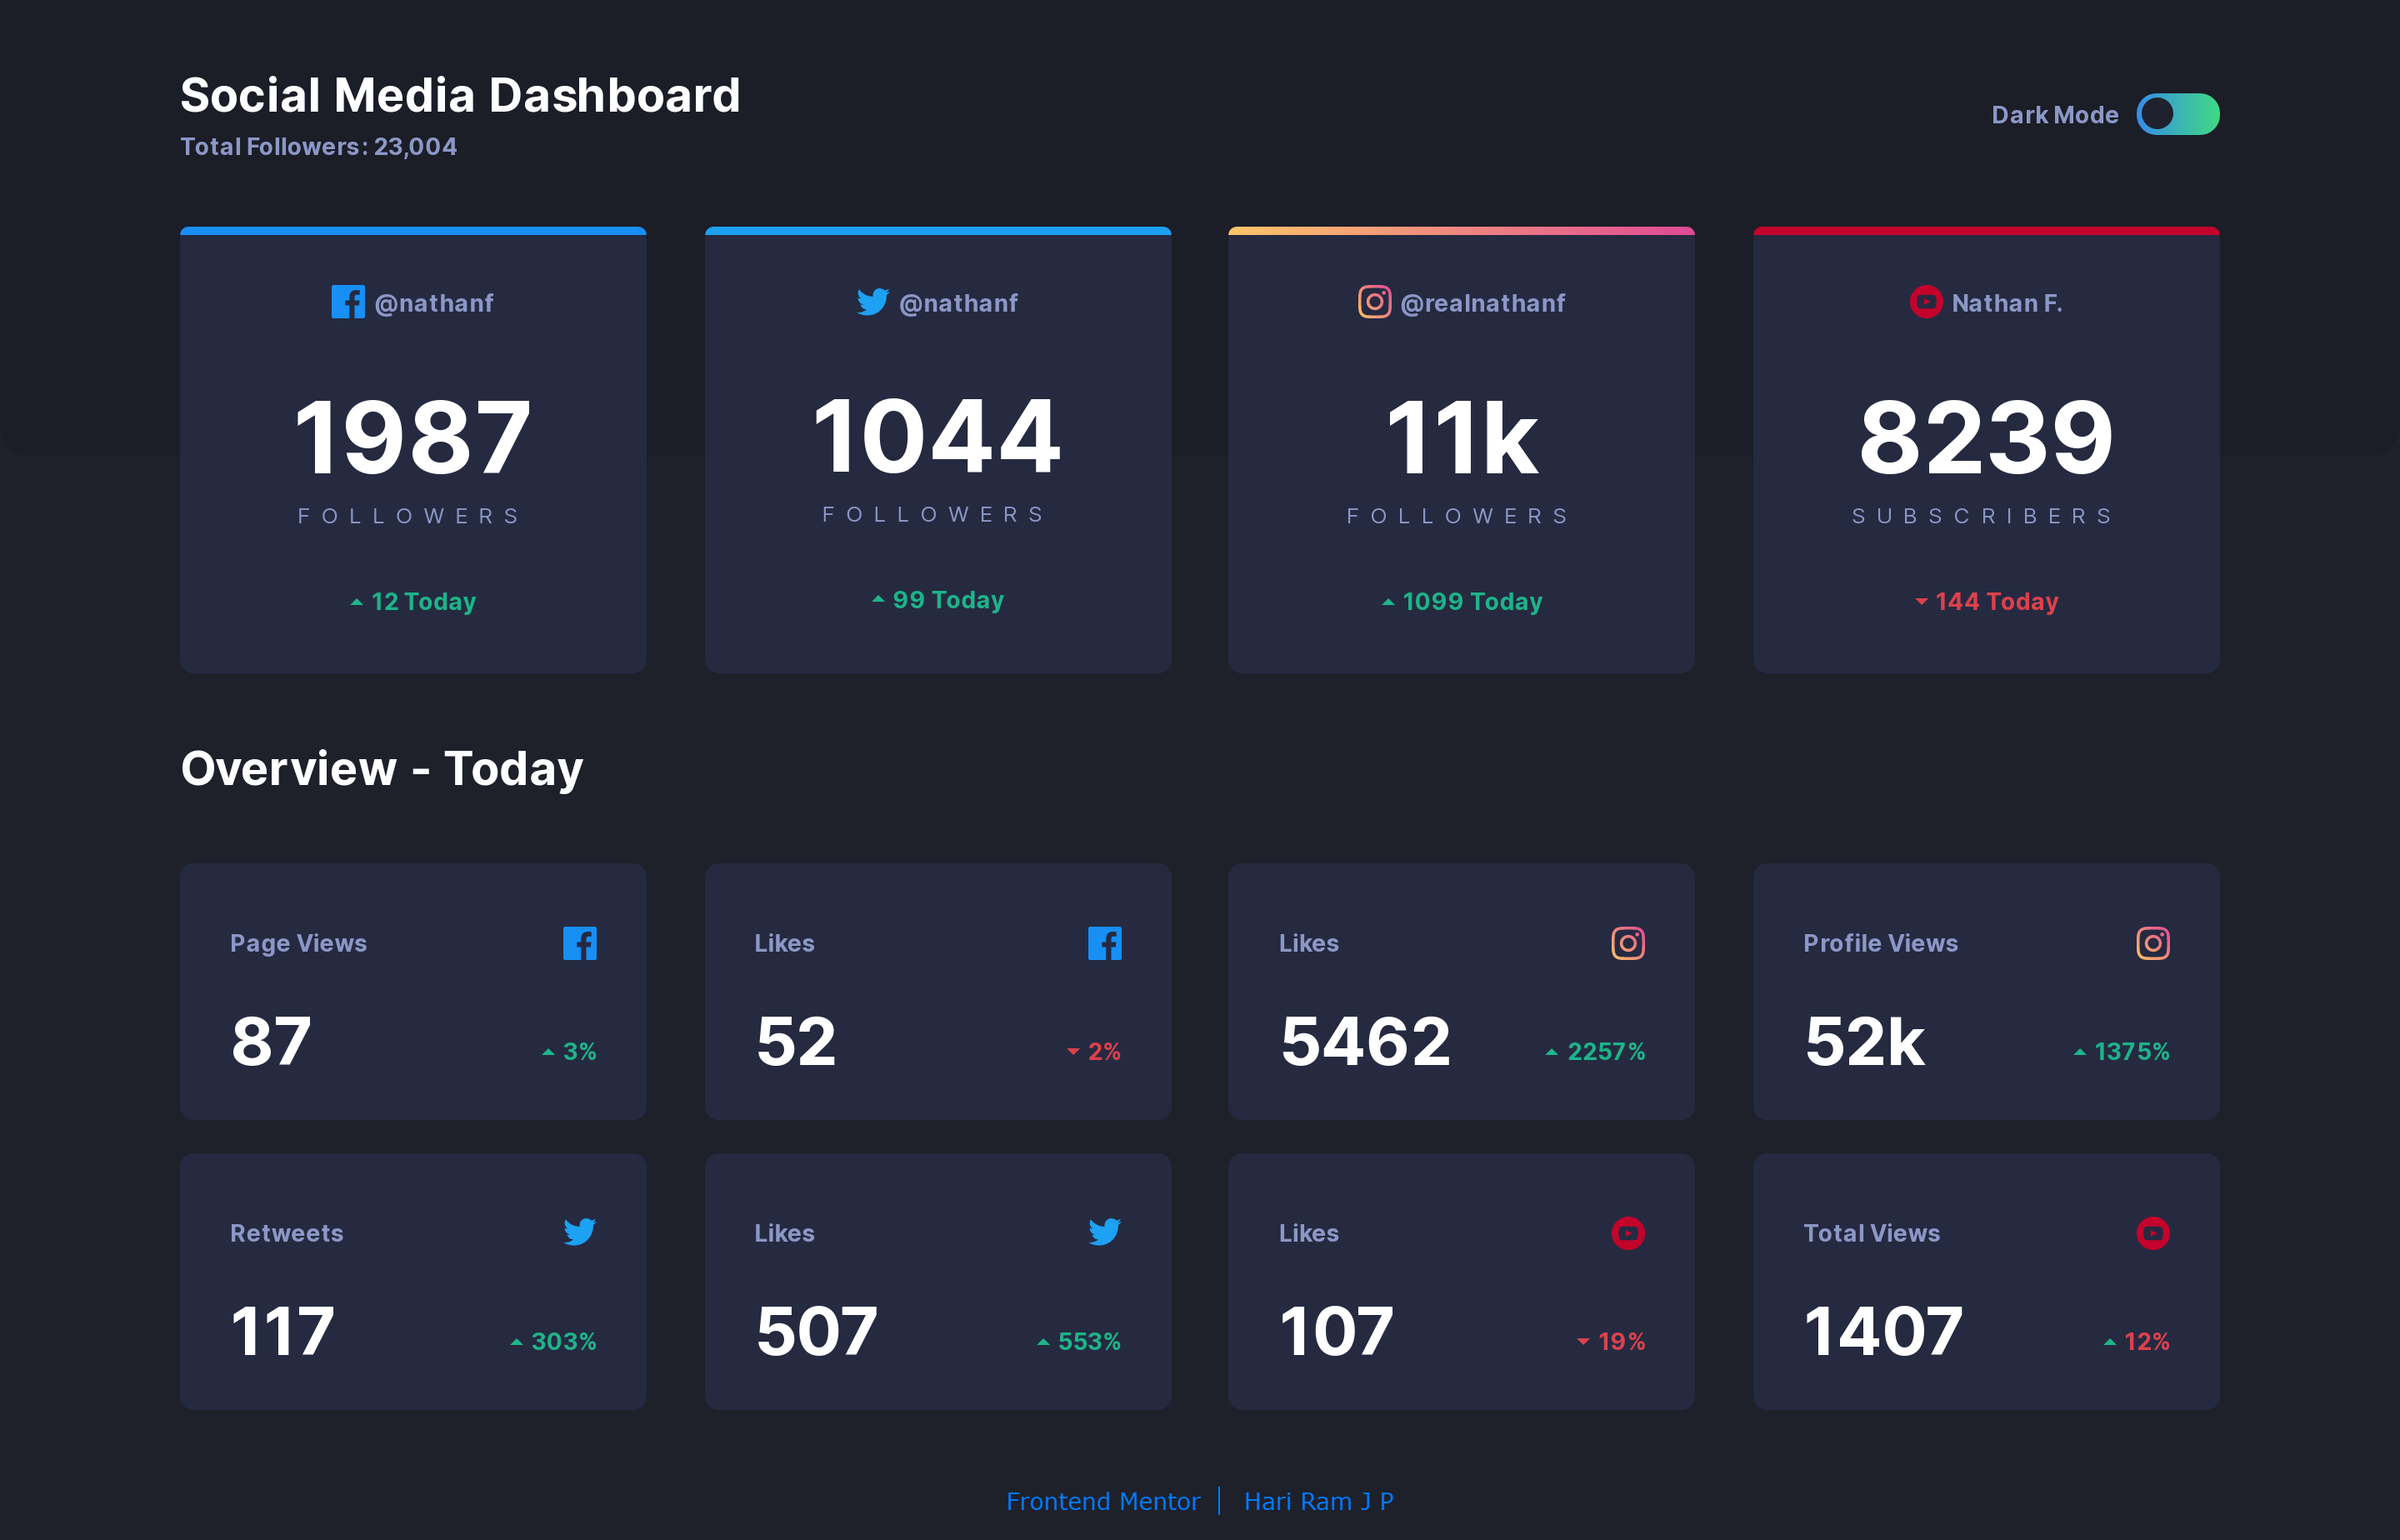 Social Media Dashboard
Total Followers: 23,004
Dark Mode
@nathanf
1987
FOLLOWERS
12 Today
@nathanf
1044
FOLLOWERS
99 Today
@realnathanf
11k
FOLLOWERS
1099 Today
Nathan F.
8239
SUBSCRIBERS
144 Today
Overview - Today
Page Views
87
3%
Likes
52
2%
Likes
5462
2257%
Profile Views
52k
1375%
Retweets
117
303%
Likes
507
553%
Likes
107
19%
Total Views
1407
12%
Frontend Mentor | Hari Ram J P